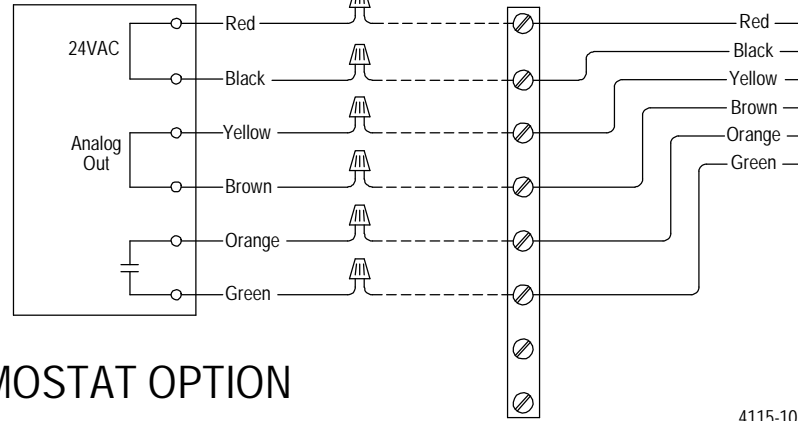 24VAC
Red
Black
Analog
Out
Yellow
Brown
Orange
Green
Red
Black
Yellow
Brown
Orange
Green
MOSTAT OPTION
4115-10